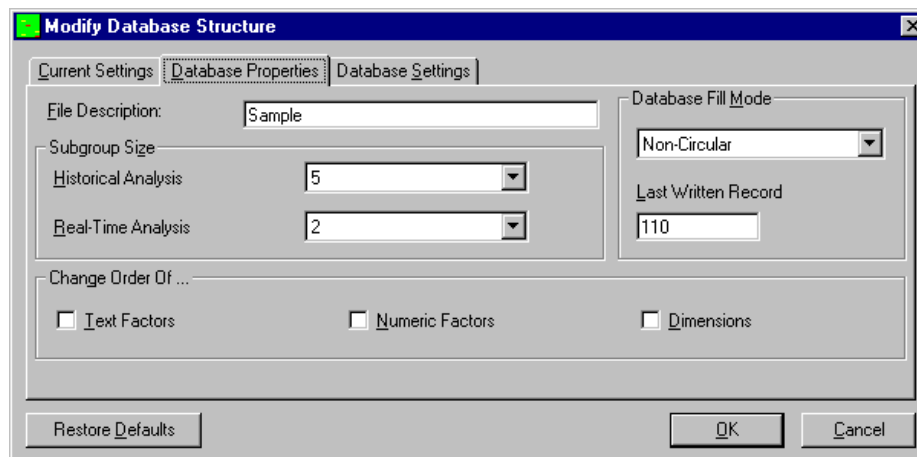 Modify Database Structure
Current Settings
Database Properties
Database Settings
File Description:
Sample
Subgroup Size
Historical Analysis
5
Real-Time Analysis
2
Database Fill Mode
Non-Circular
Last Written Record
110
Change Order Of ...
Text Factors
Numeric Factors
Dimensions
Restore Defaults
OK
Cancel